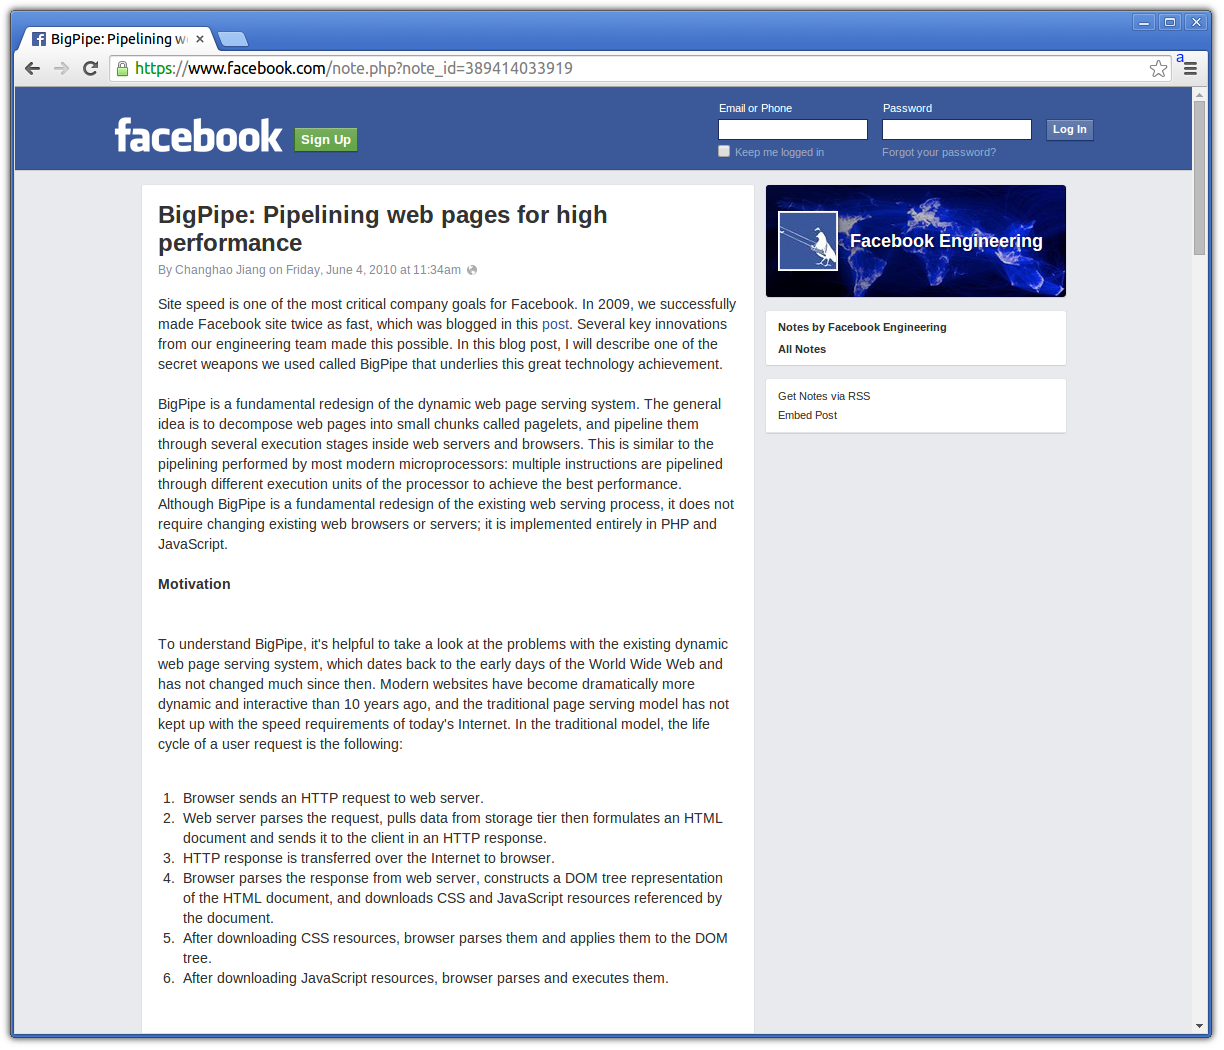 BigPipe: Pipelining w
https://www.facebook.com/note.php?note_id=389414033919
a
facebook
Sign Up
Email or Phone
Password
Log In
Keep me logged in
Forgot your password?
BigPipe: Pipelining web pages for high
performance
By Changhao Jiang on Friday, June 4, 2010 at 11:34am
Site speed is one of the most critical company goals for Facebook. In 2009, we successfully
made Facebook site twice as fast, which was blogged in this post. Several key innovations
from our engineering team made this possible. In this blog post, I will describe one of the
secret weapons we used called BigPipe that underlies this great technology achievement.
BigPipe is a fundamental redesign of the dynamic web page serving system. The general
idea is to decompose web pages into small chunks called pagelets, and pipeline them
through several execution stages inside web servers and browsers. This is similar to the
pipelining performed by most modern microprocessors: multiple instructions are pipelined
through different execution units of the processor to achieve the best performance.
Although BigPipe is a fundamental redesign of the existing web serving process, it does not
require changing existing web browsers or servers; it is implemented entirely in PHP and
JavaScript.
Motivation
To understand BigPipe, it's helpful to take a look at the problems with the existing dynamic
web page serving system, which dates back to the early days of the World Wide Web and
has not changed much since then. Modern websites have become dramatically more
dynamic and interactive than 10 years ago, and the traditional page serving model has not
kept up with the speed requirements of today's Internet. In the traditional model, the life
cycle of a user request is the following:
1. Browser sends an HTTP request to web server.
2. Web server parses the request, pulls data from storage tier then formulates an HTML
document and sends it to the client in an HTTP response.
3. HTTP response is transferred over the Internet to browser.
4. Browser parses the response from web server, constructs a DOM tree representation
of the HTML document, and downloads CSS and JavaScript resources referenced by
the document.
5. After downloading CSS resources, browser parses them and applies them to the DOM
tree.
6. After downloading JavaScript resources, browser parses and executes them.
Facebook Engineering
Notes by Facebook Engineering
All Notes
Get Notes via RSS
Embed Post